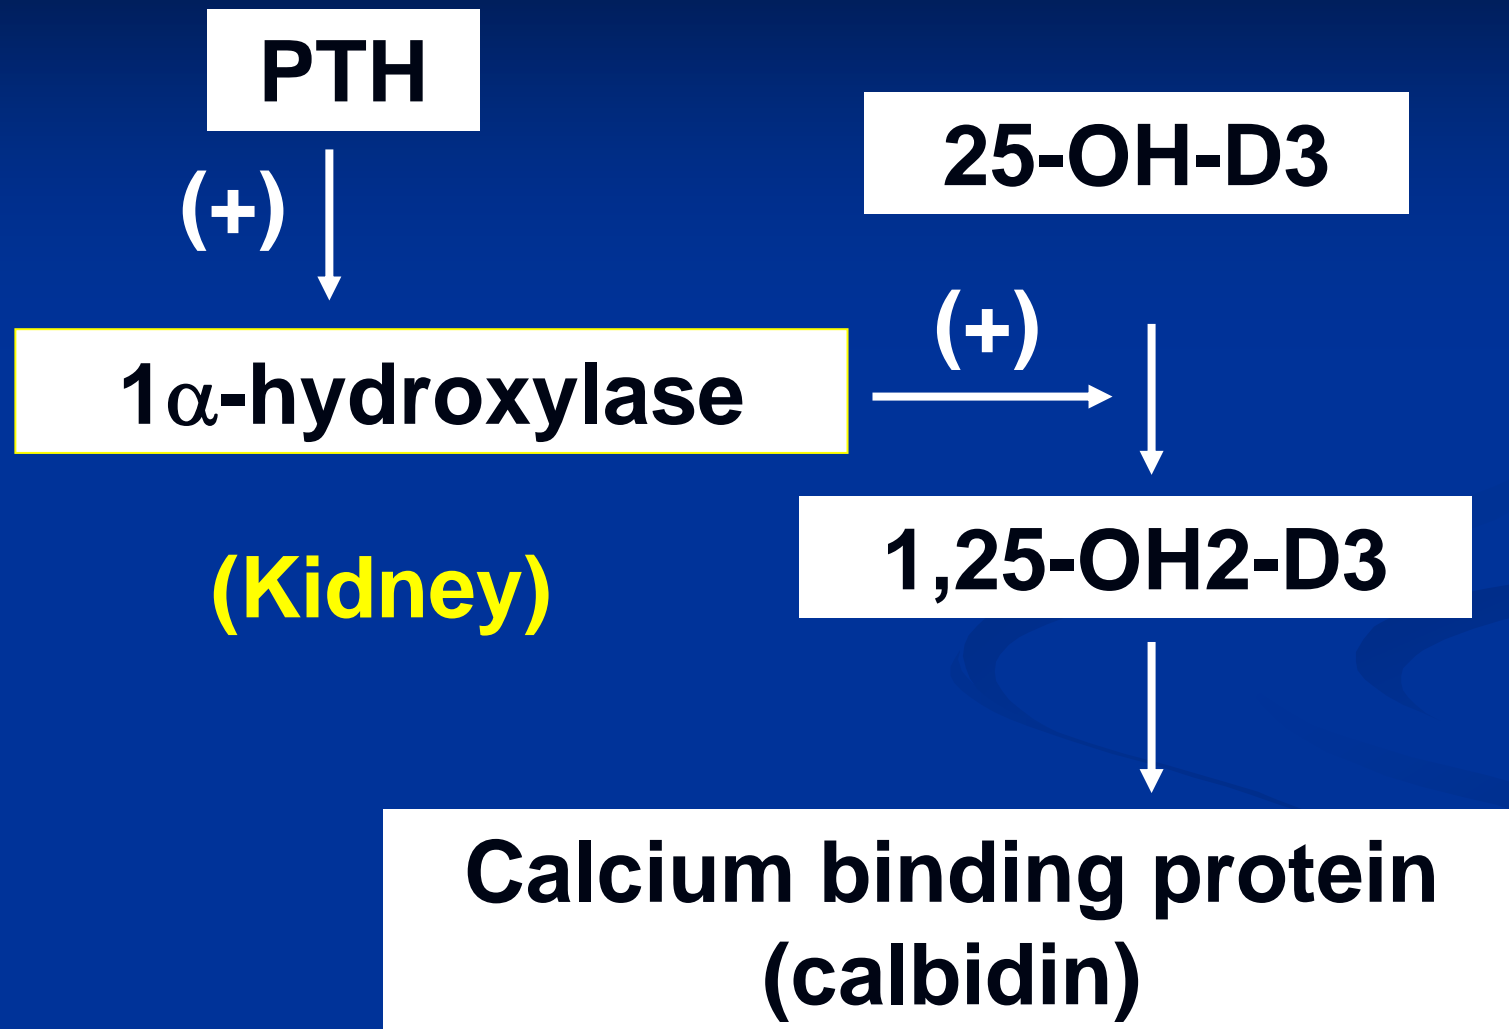 PTH
25-OH-D3
(+)
(+)
1α-hydroxylase
1,25-OH2-D3
(Kidney)
Calcium binding protein
(calbidin)